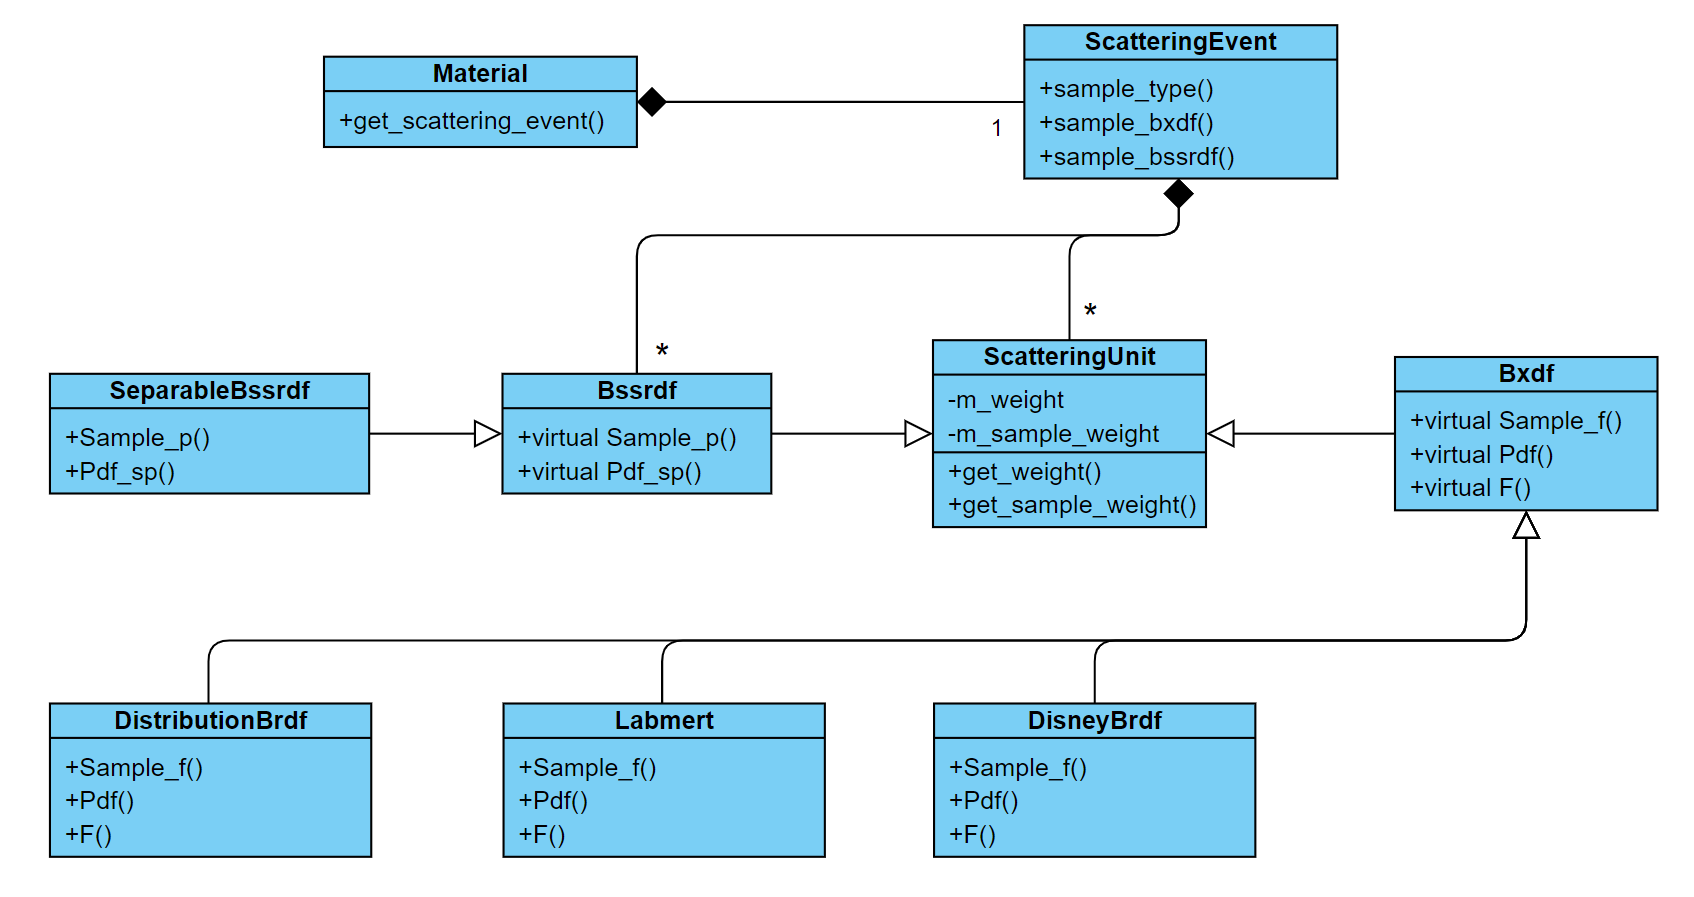 Material
+get_scattering_event()
1
ScatteringEvent
+sample_type()
+sample_bxdf()
+sample_bssrdf()
*
*
SeparableBssrdf
+Sample_p()
+Pdf_sp()
Bssrdf
+virtual Sample_p()
+virtual Pdf_sp()
ScatteringUnit
-m_weight
-m_sample_weight
+get_weight()
+get_sample_weight()
Bxdf
+virtual Sample_f()
+virtual Pdf()
+virtual F()
DistributionBrdf
+Sample_f()
+Pdf()
+F()
Labmert
+Sample_f()
+Pdf()
+F()
DisneyBrdf
+Sample_f()
+Pdf()
+F()